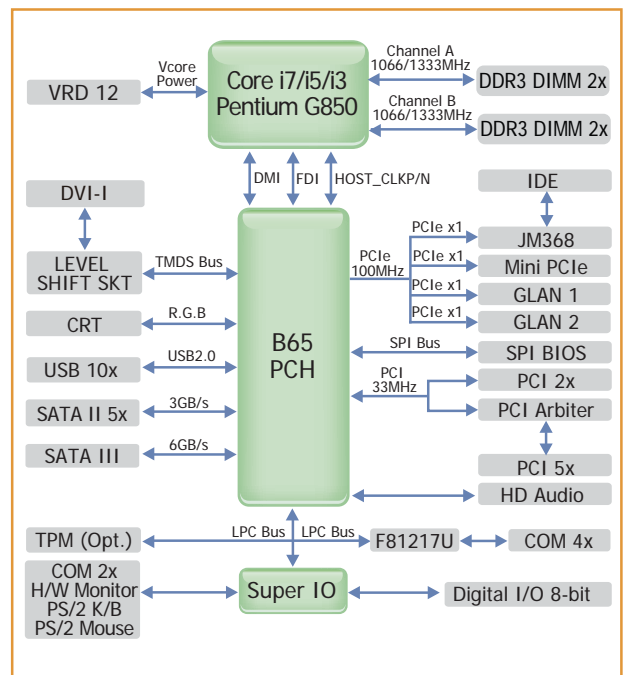 Core i7/i5/i3
Pentium G850
VRD 12
Vcore
Power
Channel A
1066/1333MHz
DDR3 DIMM 2x
Channel B
1066/1333MHz
DDR3 DIMM 2x
DMI
FDI
HOST_CLKP/N
DVI-I
LEVEL
SHIFT SKT
TMDS Bus
CRT
R.G.B
USB 10x
USB2.0
SATA II 5x
3GB/s
SATA III
6GB/s
B65
PCH
IDE
PCIe
100MHz
PCIe x1
JM368
PCIe x1
Mini PCIe
PCIe x1
GLAN 1
PCIe x1
GLAN 2
SPI Bus
SPI BIOS
PCI
33MHz
PCI 2x
PCI Arbiter
PCI 5x
HD Audio
TPM (Opt.)
LPC Bus
LPC Bus
F81217U
COM 4x
COM 2x
H/W Monitor
PS/2 K/B
PS/2 Mouse
Super IO
Digital I/O 8-bit